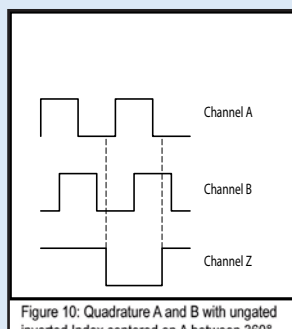 Channel A
Channel B
Channel Z
Figure 10: Quadrature A and B with ungated
inverted Index centered on A between 360°